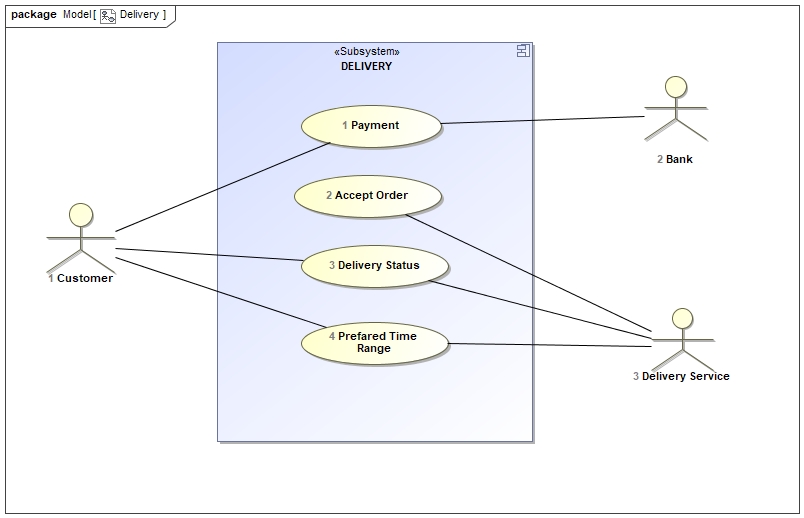 package Model[ Delivery ]
«Subsystem»
DELIVERY
1 Payment
2 Bank
2 Accept Order
1 Customer
3 Delivery Status
4 Prefared Time
Range
3 Delivery Service